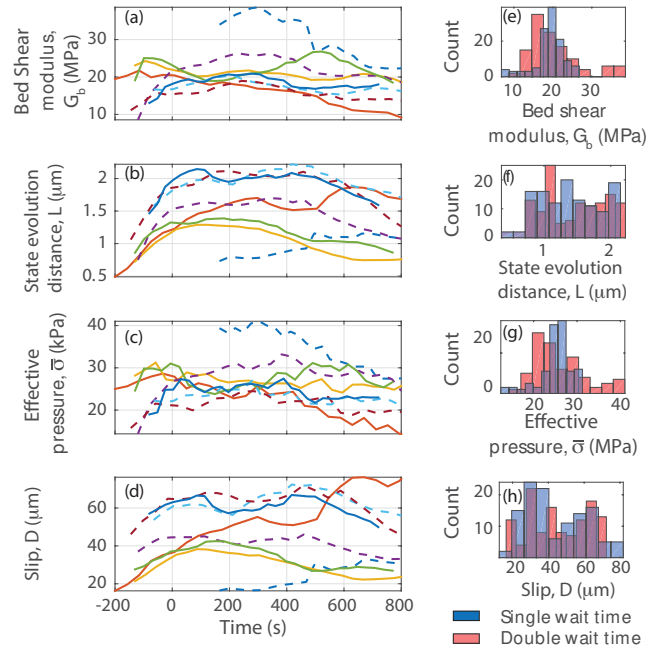 (a)
30
20
10
Bed Shear
modulus,
G_b (MPa)
(b)
2
1.5
1
0.5
State evolution
distance, L (μm)
(c)
40
30
20
Effective
pressure, σ̅ (kPa)
(d)
60
40
20
Slip, D (μm)
-200 0 200 400 600 800
Time (s)
(e)
20
0
Count
10 20 30
Bed shear
modulus, G_b (MPa)
(f)
20
10
0
Count
1 2
State evolution
distance, L (μm)
(g)
20
0
Count
20 30 40
Effective
pressure, σ̅ (MPa)
(h)
20
10
Count
20 40 60 80
Slip, D (μm)
Single wait time
Double wait time